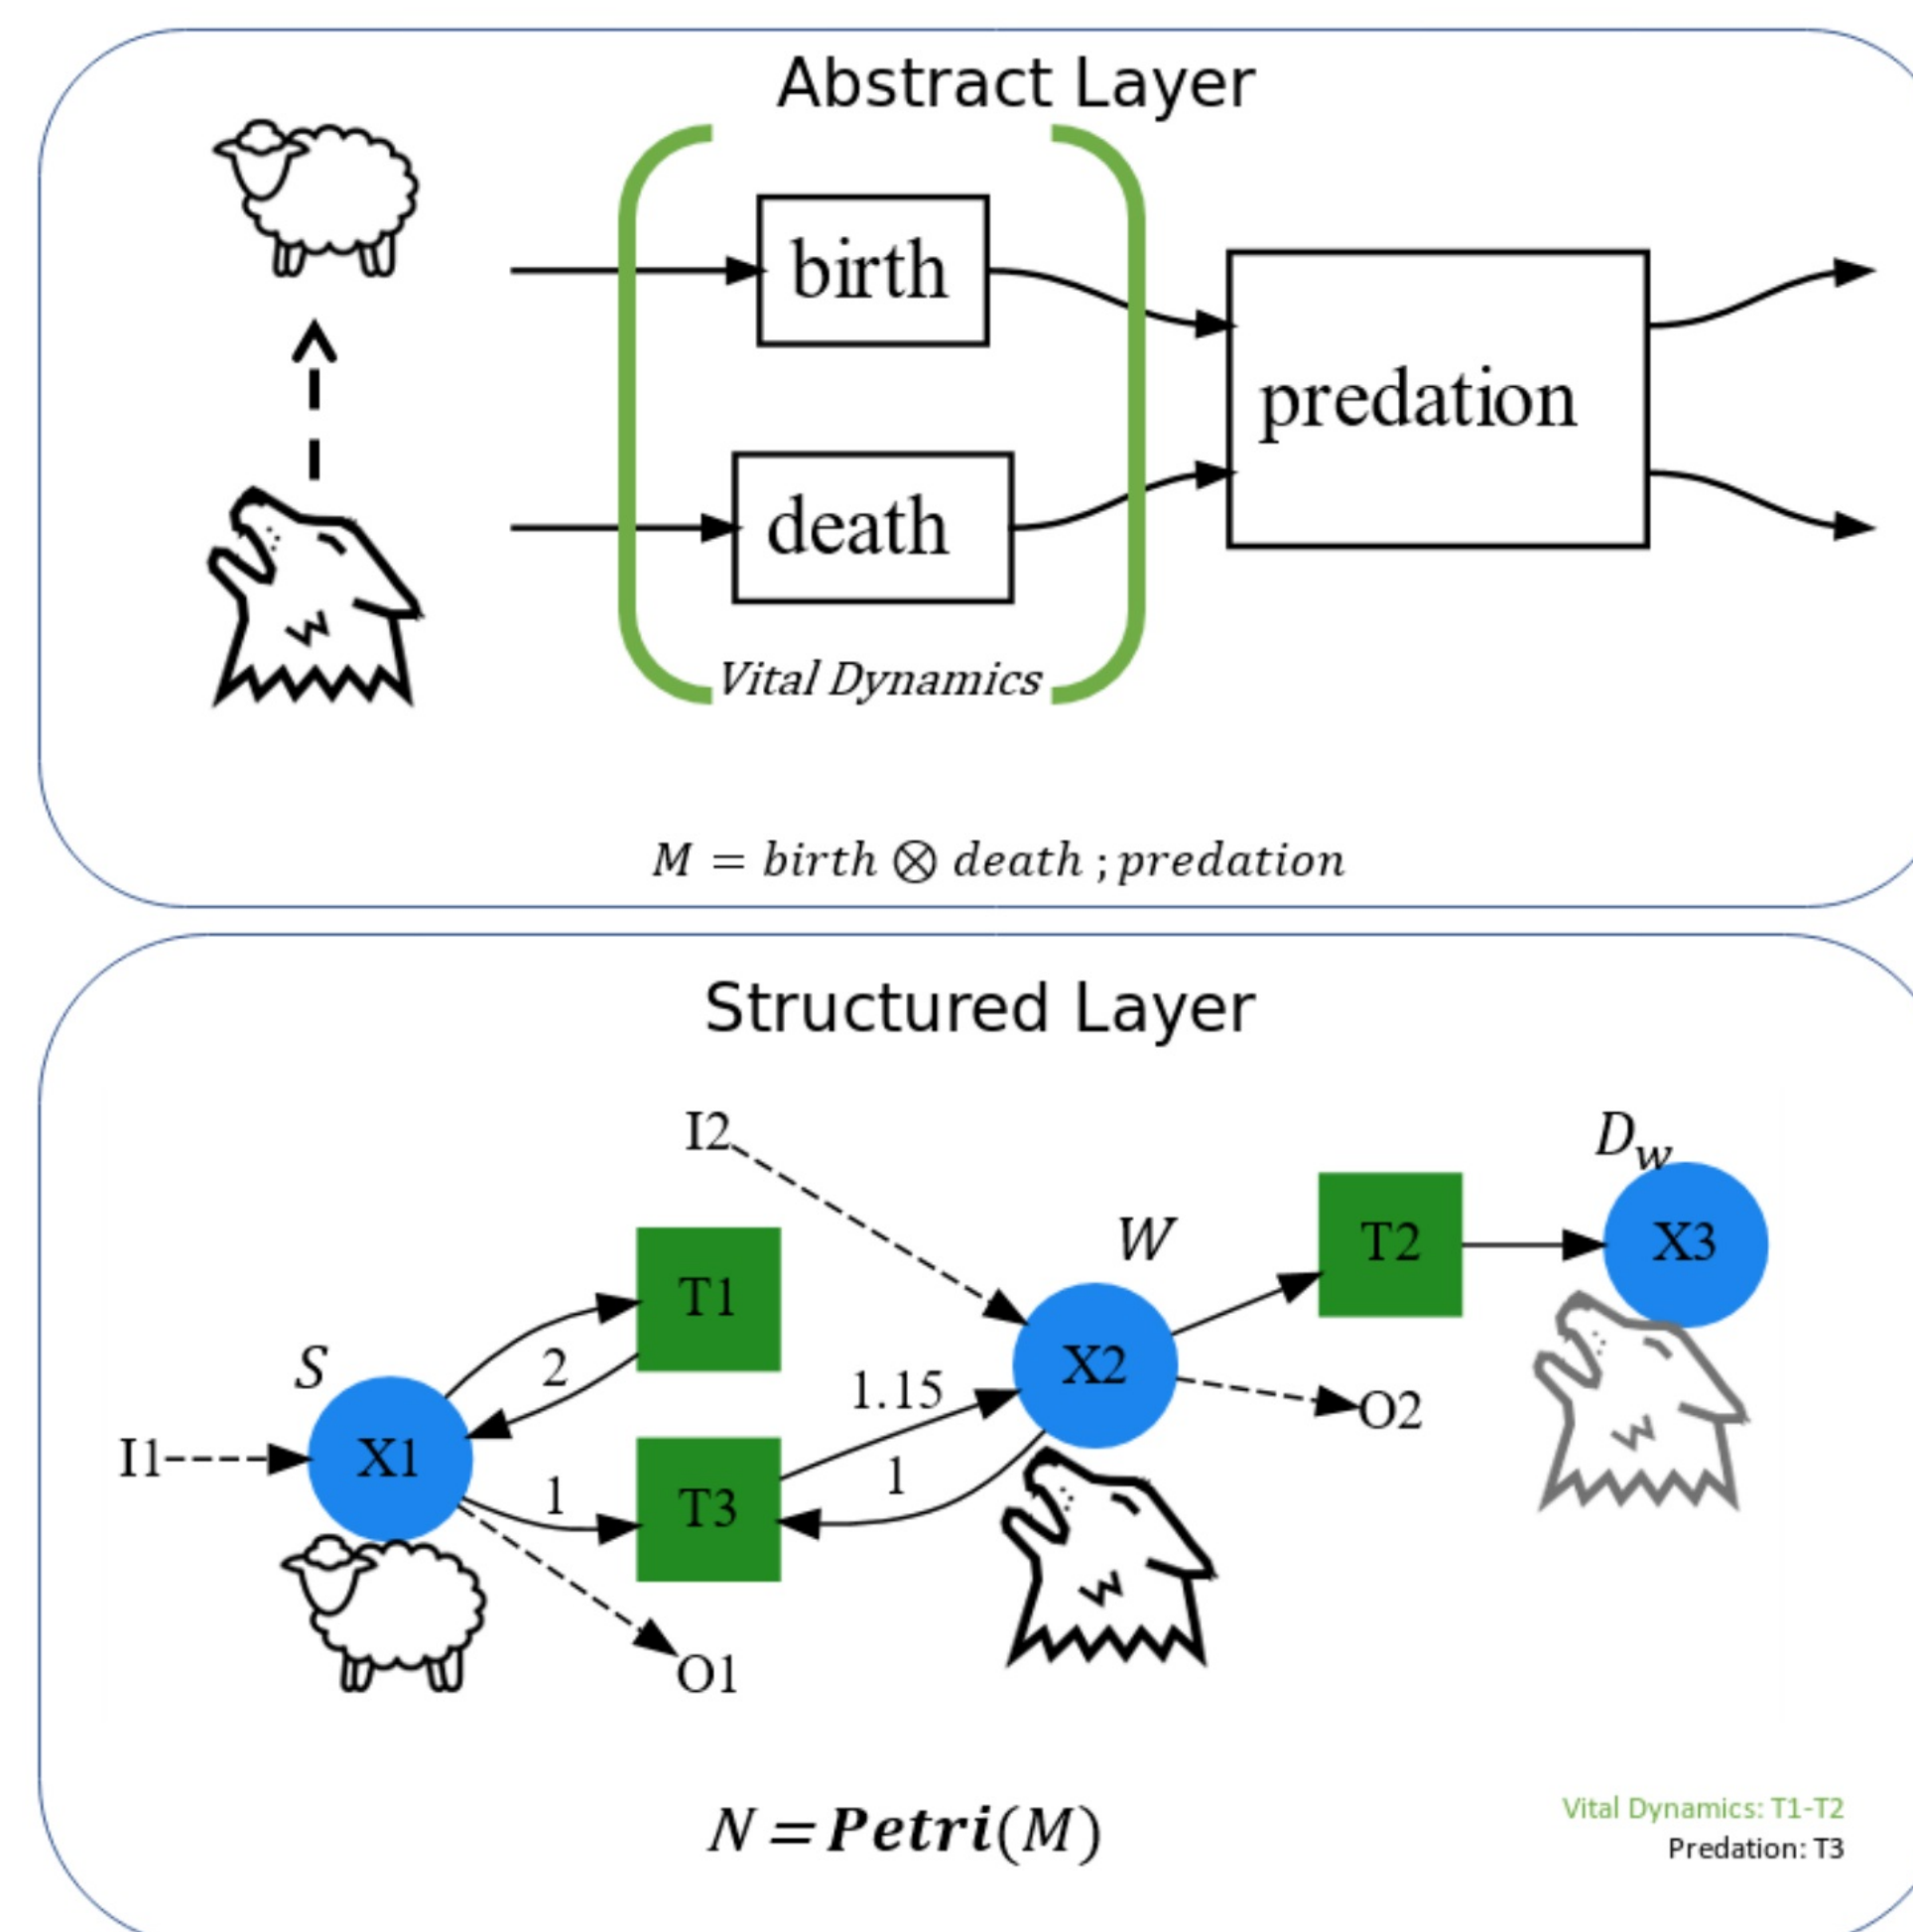 Abstract Layer
birth
predation
death
Vital Dynamics
M = birth ⊗ death ; predation
Structured Layer
I2
D_w
W
T2
X3
T1
S
2
X2
1.15
O2
I1
X1
1
T3
1
O1
N = Petri(M)
Vital Dynamics: T1-T2
Predation: T3